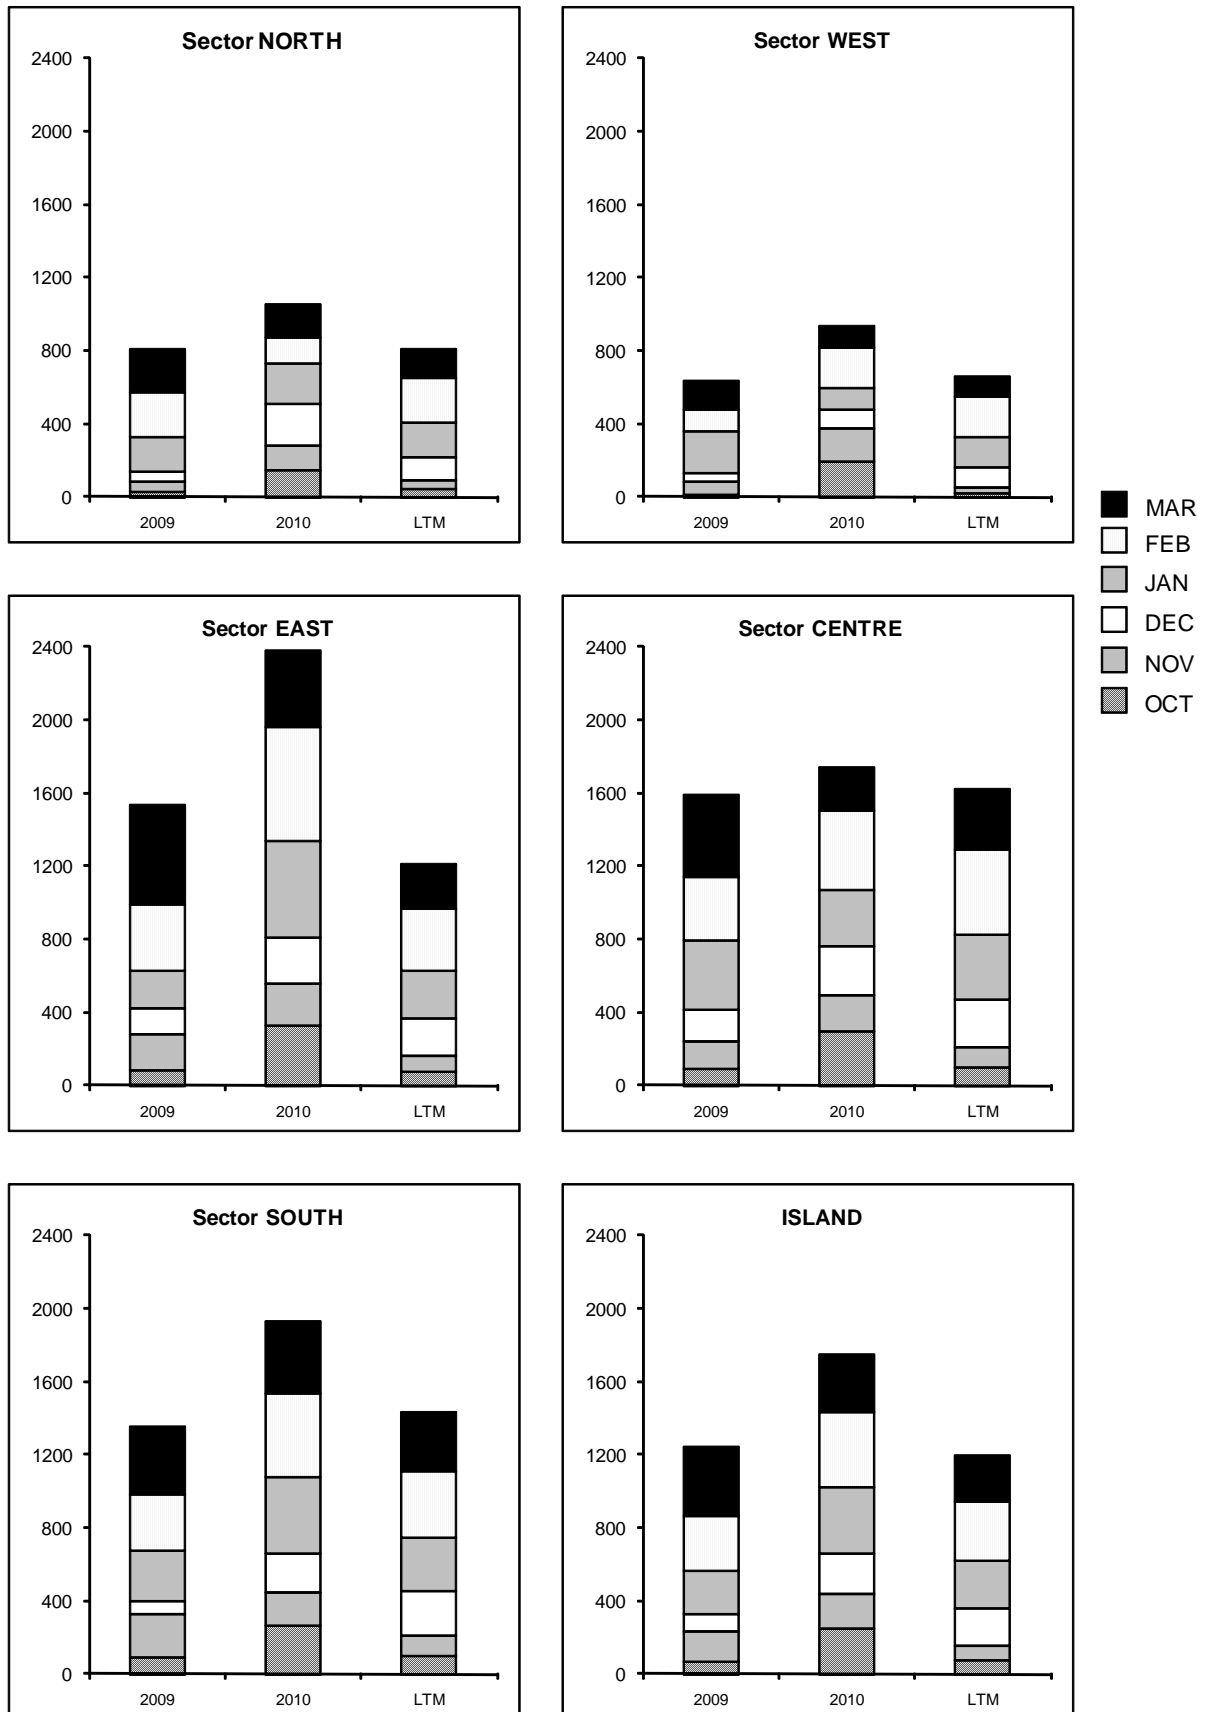 Sector NORTH
2400
2000
1600
1200
800
400
0
2009 2010 LTM
Sector WEST
2400
2000
1600
1200
800
400
0
2009 2010 LTM
MAR
FEB
JAN
DEC
NOV
OCT
Sector EAST
2400
2000
1600
1200
800
400
0
2009 2010 LTM
Sector CENTRE
2400
2000
1600
1200
800
400
0
2009 2010 LTM
Sector SOUTH
2400
2000
1600
1200
800
400
0
2009 2010 LTM
ISLAND
2400
2000
1600
1200
800
400
0
2009 2010 LTM